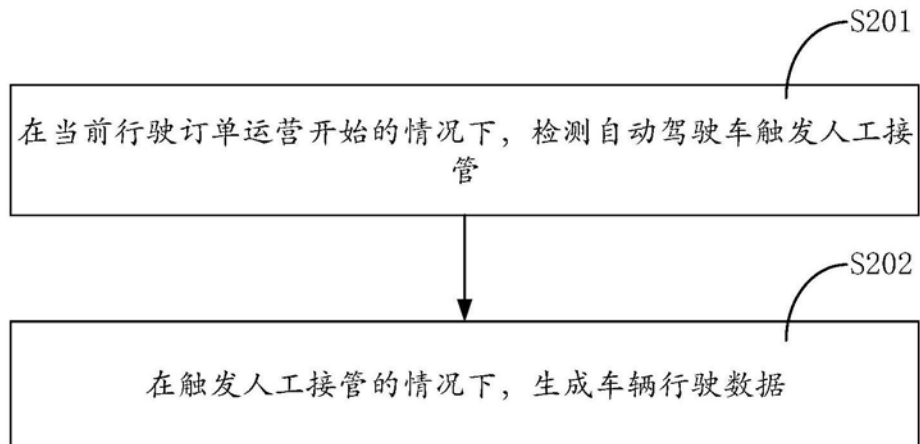 S201
在当前行驶订单运营开始的情况下，检测自动驾驶车触发人工接
管
S202
在触发人工接管的情况下，生成车辆行驶数据